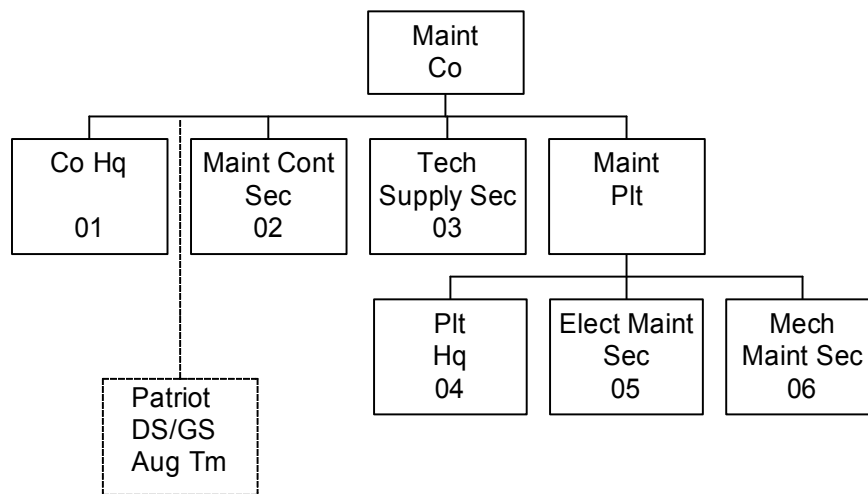 Maint
Co
Co Hq
01
Maint Cont
Sec
02
Tech
Supply Sec
03
Maint
Plt
Plt
Hq
04
Elect Maint
Sec
05
Mech
Maint Sec
06
Patriot
DS/GS
Aug Tm